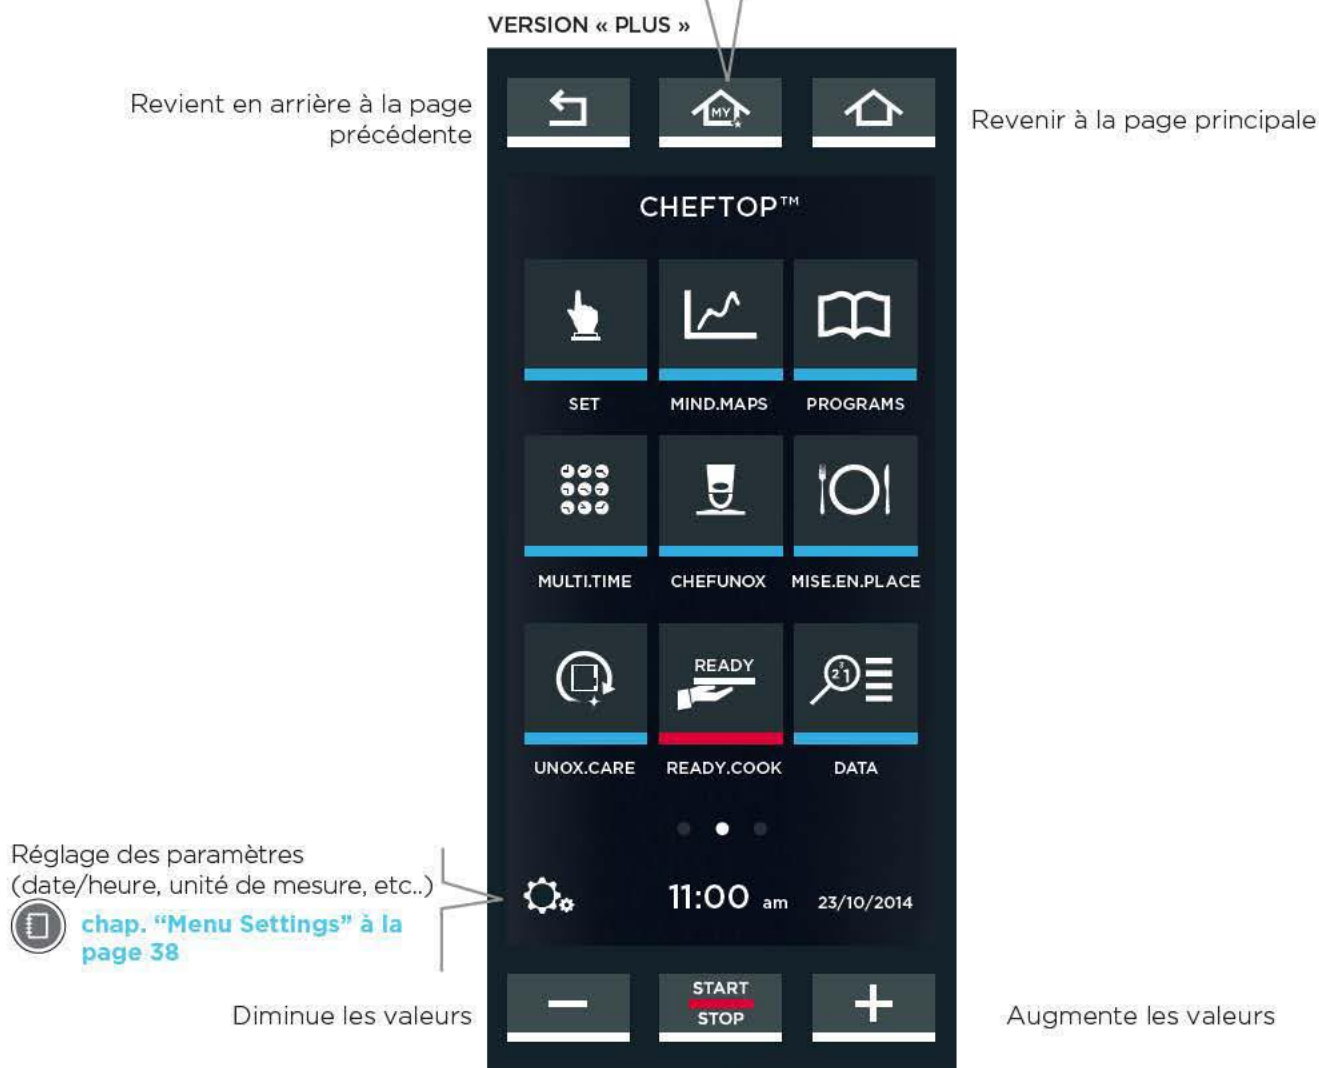 VERSION « PLUS »
Revient en arrière à la page
précédente
MY
Revenir à la page principale
CHEFTOP™
SET
MIND.MAPS
PROGRAMS
MULTI.TIME
CHEFUNOX
MISE.EN.PLACE
READY
2 3 1
UNOX.CARE
READY.COOK
DATA
Réglage des paramètres
(date/heure, unité de mesure, etc..)
chap. “Menu Settings” à la
page 38
11:00 am
23/10/2014
Diminue les valeurs
START
STOP
Augmente les valeurs